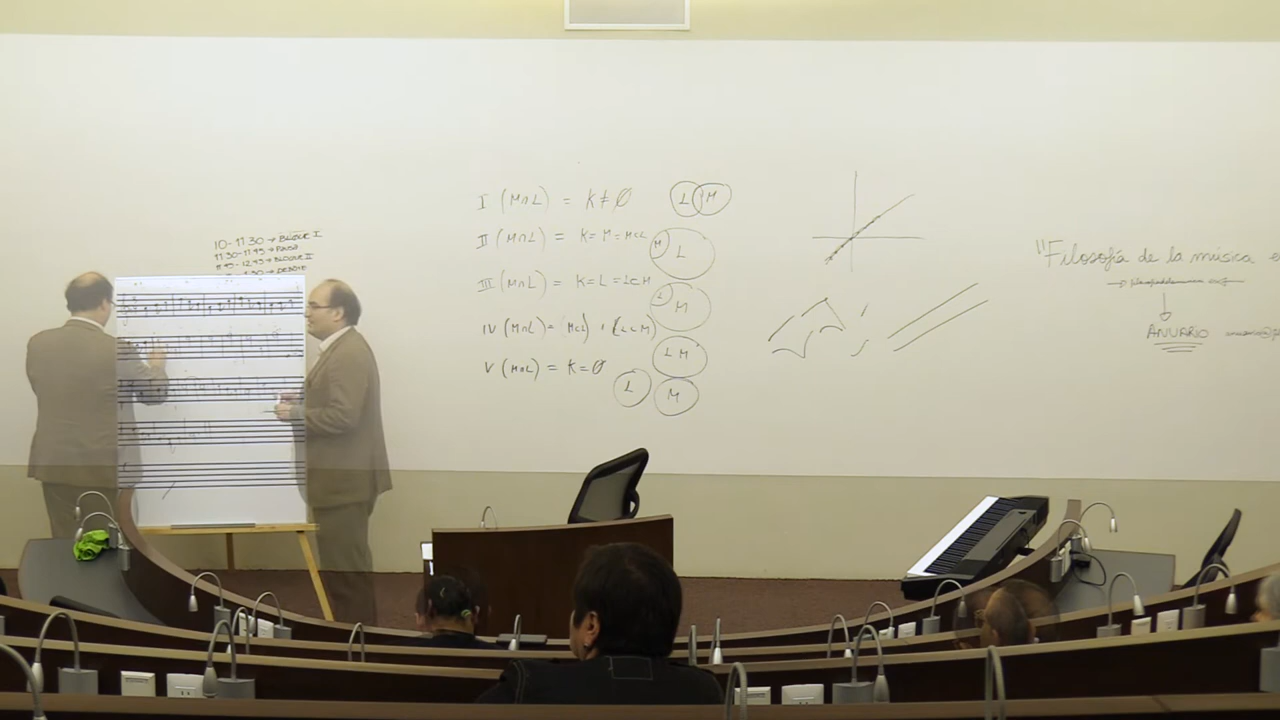 10-11:30 → BLOQUE I
11:30-11:45 → PAUSA
11:45-12:45 → BLOQUE II
→ DEBATE
I (M∩L) = K≠∅ L M
II (M∩L) = K=M=M⊂L M L
III (M∩L) = K=L=L⊂M L M
IV (M∩L) = (M⊂L) ∧ (L⊂M) L M
V (M∩L) = K=∅ L M
"Filosofía de la música
ANUARIO